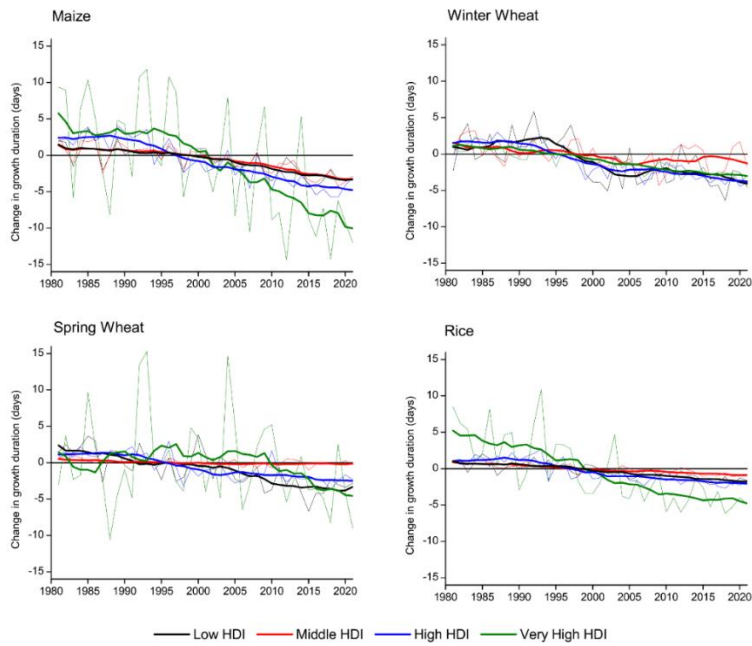 Maize
Change in growth duration (days)
15
10
5
0
-5
-10
-15
1980 1985 1990 1995 2000 2005 2010 2015 2020
Winter Wheat
Change in growth duration (days)
15
10
5
0
-5
-10
-15
1980 1985 1990 1995 2000 2005 2010 2015 2020
Spring Wheat
Change in growth duration (days)
15
10
5
0
-5
-10
-15
1980 1985 1990 1995 2000 2005 2010 2015 2020
Rice
Change in growth duration (days)
15
10
5
0
-5
-10
-15
1980 1985 1990 1995 2000 2005 2010 2015 2020
Low HDI Middle HDI High HDI Very High HDI